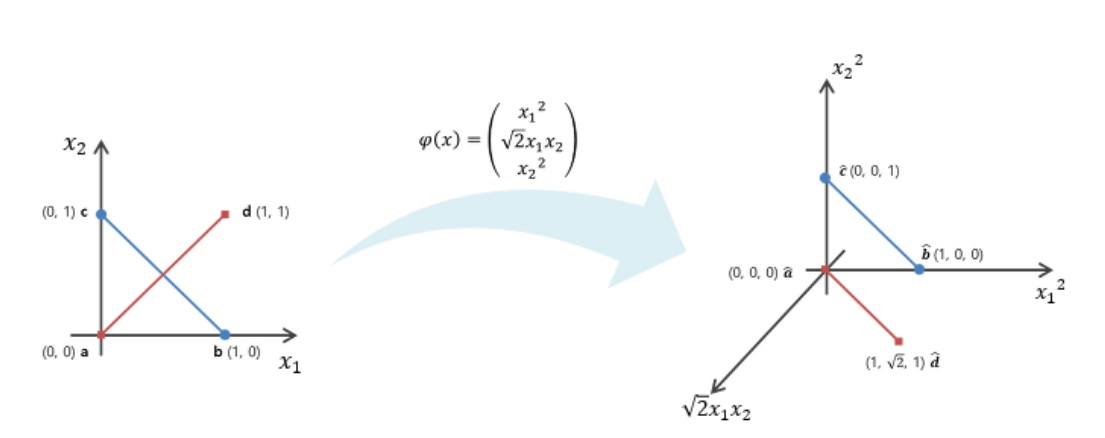 x₂
(0, 1) c
d (1, 1)
(0, 0) a
b (1, 0)
x₁
φ(x) = ( x₁²
√2x₁x₂
x₂² )
x₂²
ĉ (0, 0, 1)
b̂ (1, 0, 0)
(0, 0, 0) â
x₁²
(1, √2, 1) d̂
√2x₁x₂